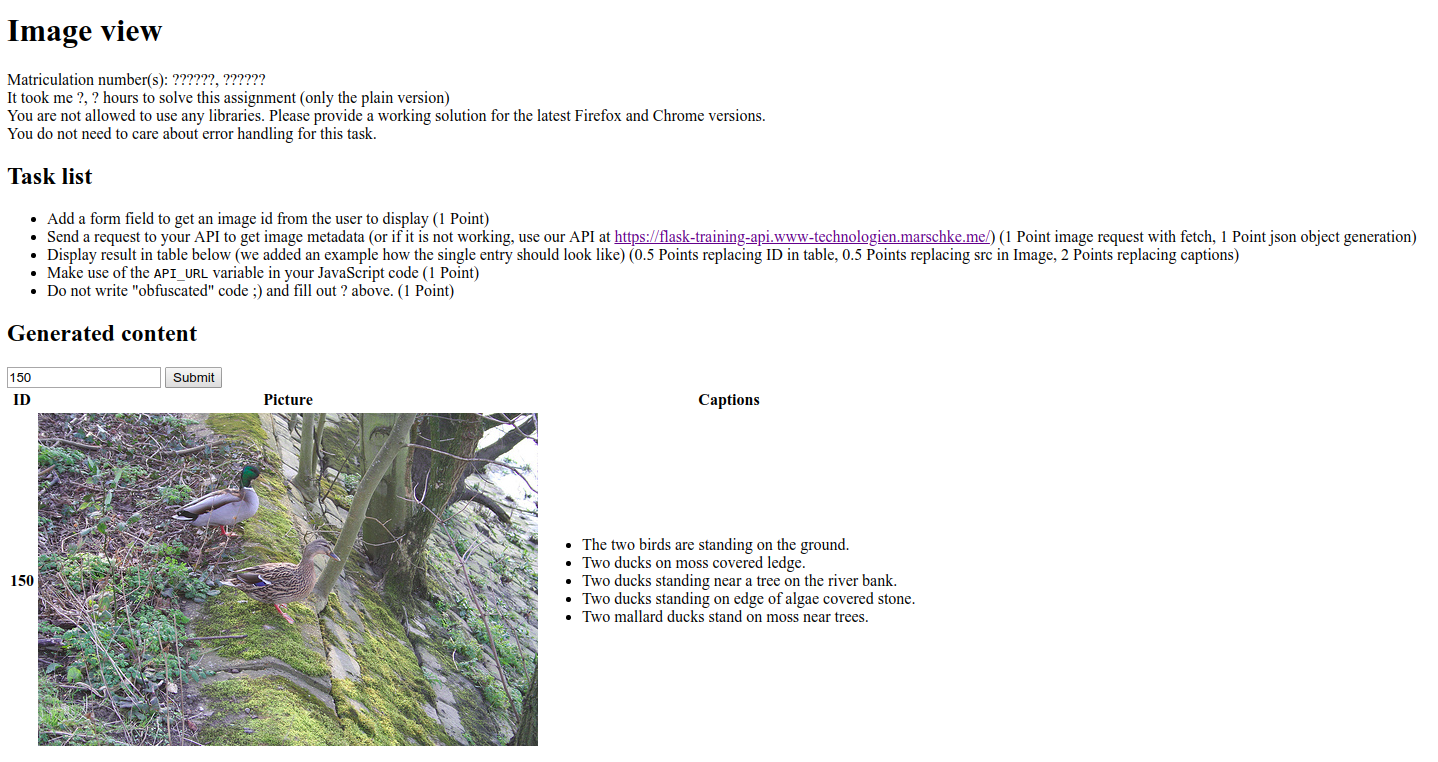 Image view
Matriculation number(s): ??????, ??????
It took me ?, ? hours to solve this assignment (only the plain version)
You are not allowed to use any libraries. Please provide a working solution for the latest Firefox and Chrome versions.
You do not need to care about error handling for this task.
Task list
• Add a form field to get an image id from the user to display (1 Point)
• Send a request to your API to get image metadata (or if it is not working, use our API at https://flask-training-api.www-technologien.marschke.me/) (1 Point image request with fetch, 1 Point json object generation)
• Display result in table below (we added an example how the single entry should look like) (0.5 Points replacing ID in table, 0.5 Points replacing src in Image, 2 Points replacing captions)
• Make use of the API_URL variable in your JavaScript code (1 Point)
• Do not write "obfuscated" code ;) and fill out ? above. (1 Point)
Generated content
150 Submit
ID Picture Captions
150
• The two birds are standing on the ground.
• Two ducks on moss covered ledge.
• Two ducks standing near a tree on the river bank.
• Two ducks standing on edge of algae covered stone.
• Two mallard ducks stand on moss near trees.